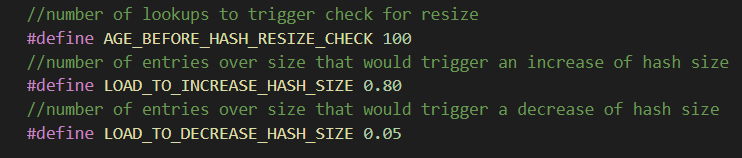 //number of lookups to trigger check for resize
#define AGE_BEFORE_HASH_RESIZE_CHECK 100
//number of entries over size that would trigger an increase of hash size
#define LOAD_TO_INCREASE_HASH_SIZE 0.80
//number of entries over size that would trigger a decrease of hash size
#define LOAD_TO_DECREASE_HASH_SIZE 0.05